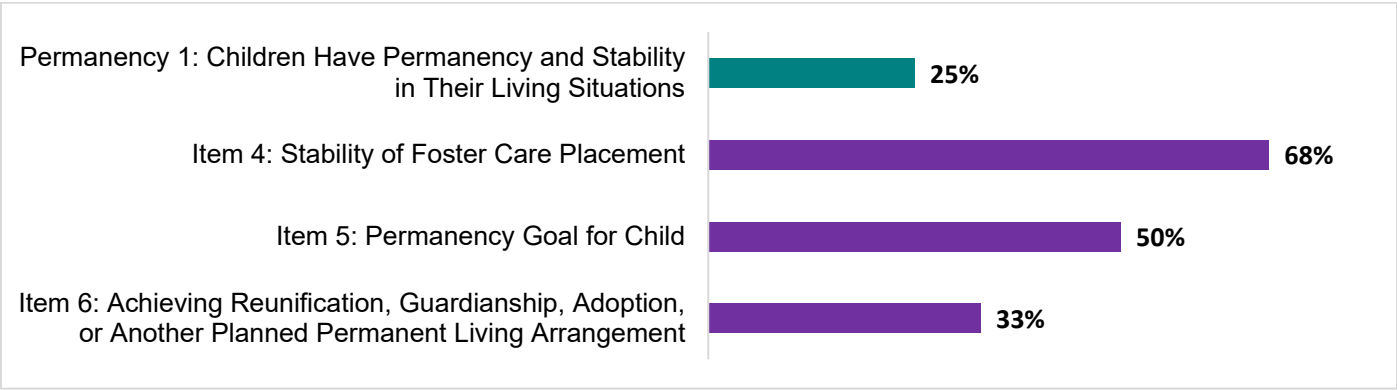 Permanency 1: Children Have Permanency and Stability
in Their Living Situations
25%
Item 4: Stability of Foster Care Placement
68%
Item 5: Permanency Goal for Child
50%
Item 6: Achieving Reunification, Guardianship, Adoption,
or Another Planned Permanent Living Arrangement
33%